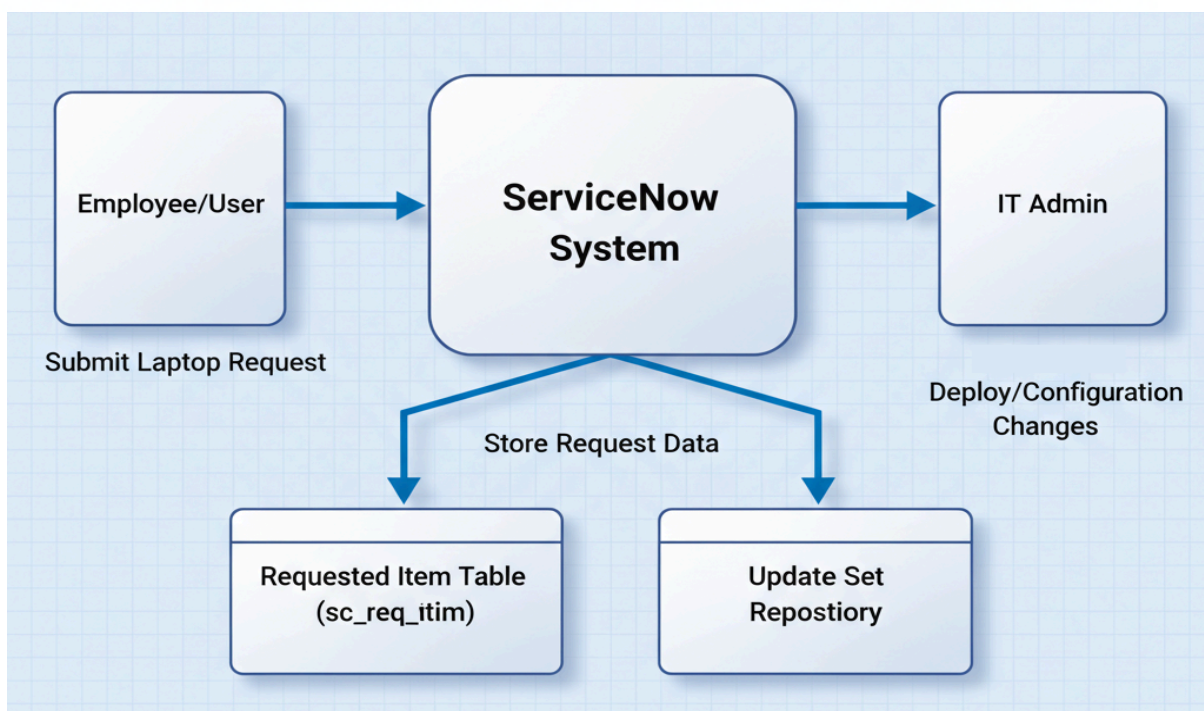 Employee/User
ServiceNow
System
IT Admin
Submit Laptop Request
Deploy/Configuration
Changes
Store Request Data
Requested Item Table
(sc_req_itim)
Update Set
Repostiory